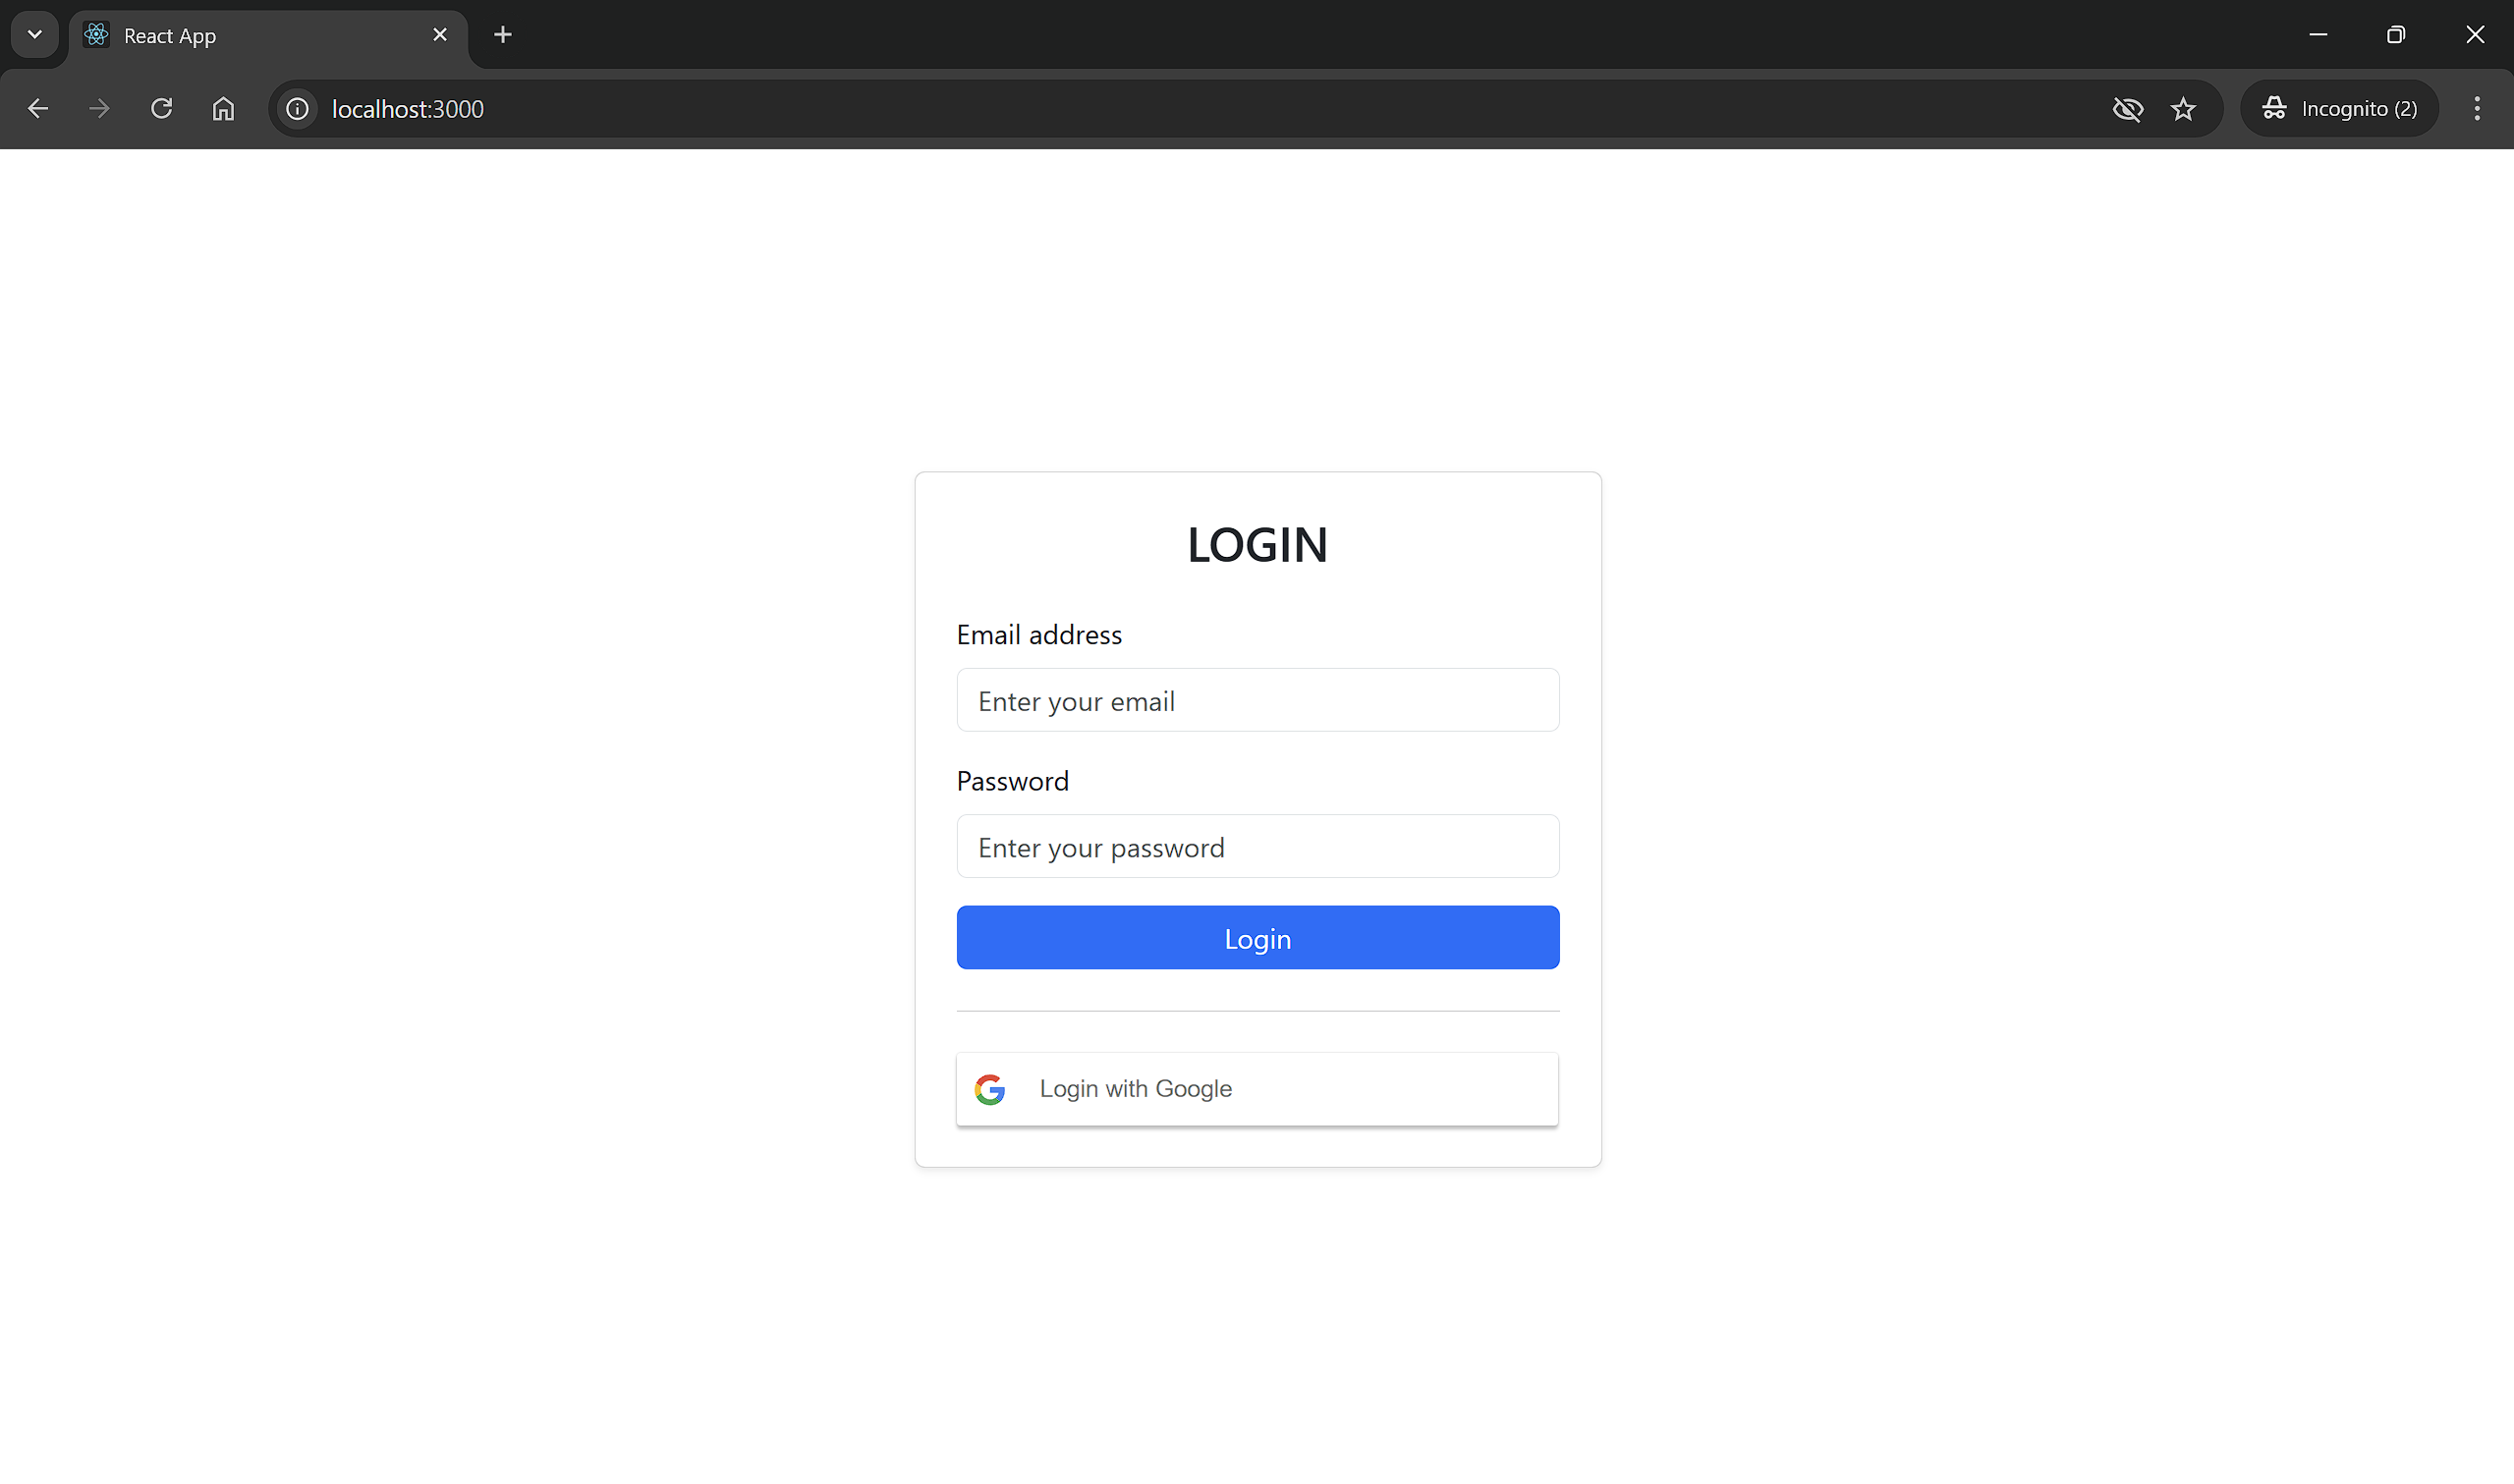 React App
localhost:3000
Incognito (2)
LOGIN
Email address
Enter your email
Password
Enter your password
Login
Login with Google